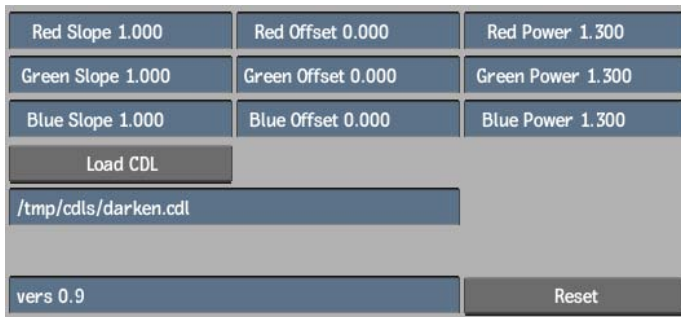 Red Slope 1.000 Red Offset 0.000 Red Power 1.300
Green Slope 1.000 Green Offset 0.000 Green Power 1.300
Blue Slope 1.000 Blue Offset 0.000 Blue Power 1.300
Load CDL
/tmp/cdls/darken.cdl
vers 0.9 Reset